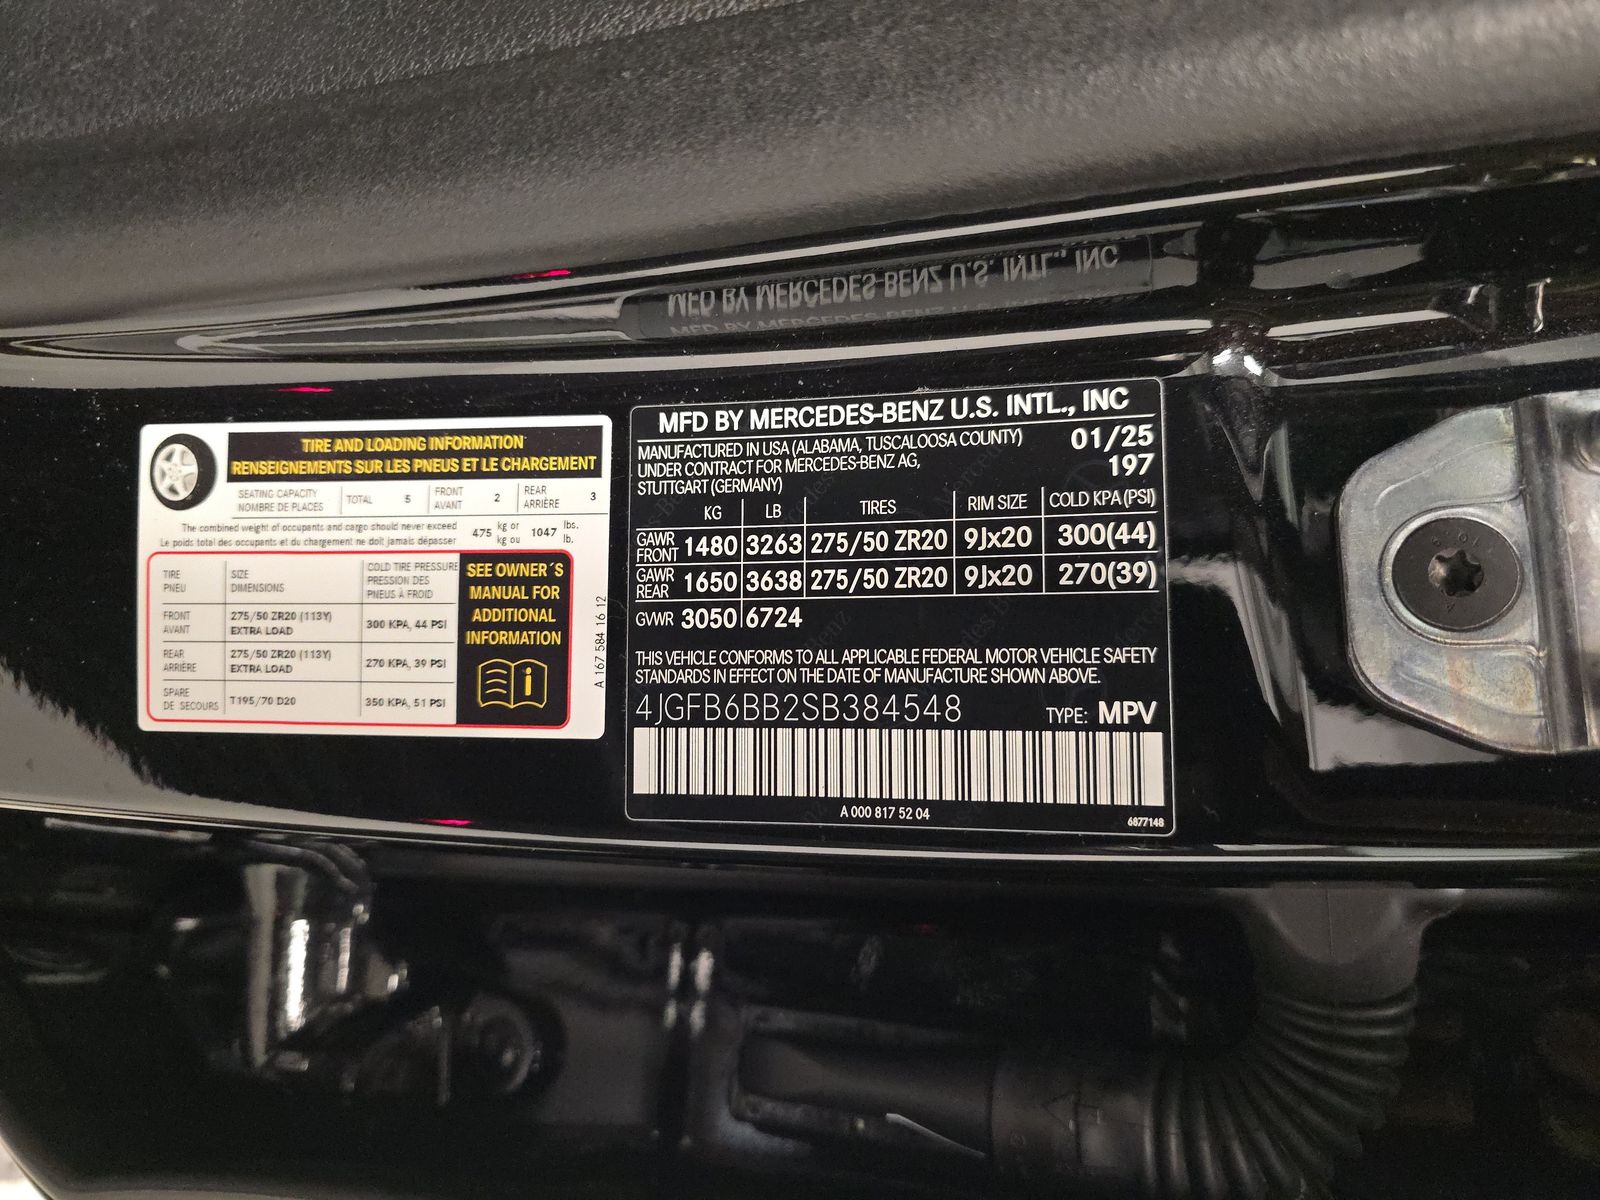 TIRE AND LOADING INFORMATION
RENSEIGNEMENTS SUR LES PNEUS ET LE CHARGEMENT
SEATING CAPACITY
NOMBRE DE PLACES
TOTAL 5
FRONT
AVANT 2
REAR
ARRIÈRE 3
The combined weight of occupants and cargo should never exceed 475 kg or 1047 lbs.
Le poids total des occupants et du chargement ne doit jamais dépasser kg ou lb.
TIRE
PNEU
SIZE
DIMENSIONS
COLD TIRE PRESSURE
PRESSION DES
PNEUS À FROID
FRONT
AVANT
275/50 ZR20 (113Y)
EXTRA LOAD
300 KPA, 44 PSI
REAR
ARRIÈRE
275/50 ZR20 (113Y)
EXTRA LOAD
270 KPA, 39 PSI
SPARE
DE SECOURS
T195/70 D20
350 KPA, 51 PSI
SEE OWNER´S
MANUAL FOR
ADDITIONAL
INFORMATION
i
A 167 584 16 12
MFD BY MERCEDES-BENZ U.S. INTL., INC
MANUFACTURED IN USA (ALABAMA, TUSCALOOSA COUNTY) 01/25
UNDER CONTRACT FOR MERCEDES-BENZ AG, 197
STUTTGART (GERMANY)
KG LB TIRES RIM SIZE COLD KPA (PSI)
GAWR
FRONT 1480 3263 275/50 ZR20 9Jx20 300(44)
GAWR
REAR 1650 3638 275/50 ZR20 9Jx20 270(39)
GVWR 3050 6724
THIS VEHICLE CONFORMS TO ALL APPLICABLE FEDERAL MOTOR VEHICLE SAFETY
STANDARDS IN EFFECT ON THE DATE OF MANUFACTURE SHOWN ABOVE.
4JGFB6BB2SB384548 TYPE: MPV
A 000 817 52 04
6877148